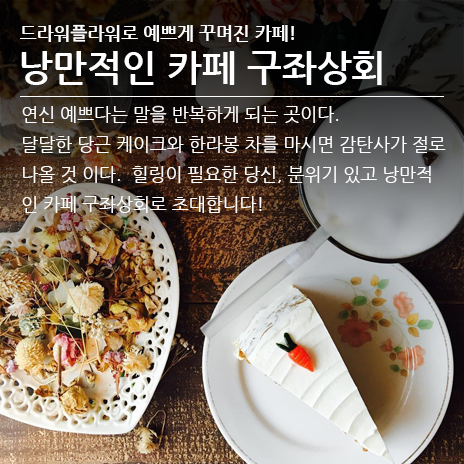 드라워플라워로 예쁘게 꾸며진 카페!
낭만적인 카페 구좌상회
연신 예쁘다는 말을 반복하게 되는 곳이다.
달달한 당근 케이크와 한라봉 차를 마시면 감탄사가 절로
나올 것 이다. 힐링이 필요한 당신, 분위기 있고 낭만적
인 카페 구좌상회로 초대합니다!